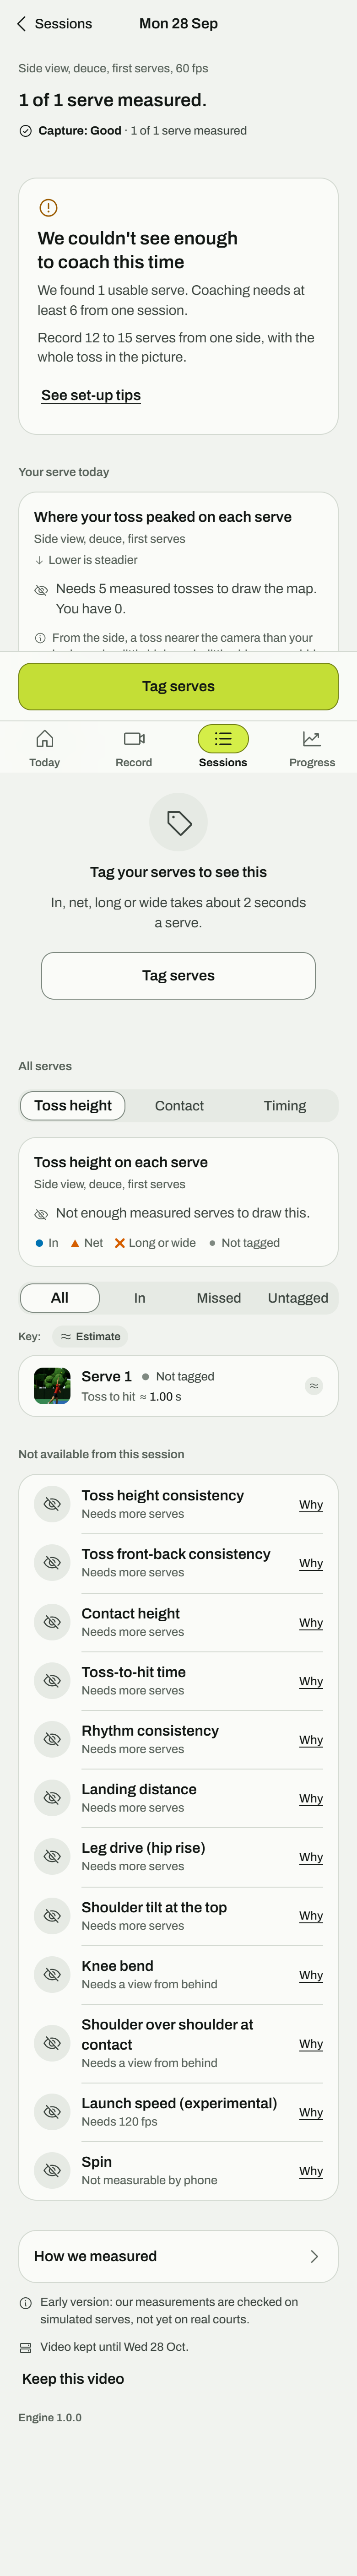 Sessions
Mon 28 Sep
Side view, deuce, first serves, 60 fps
1 of 1 serve measured.
Capture: Good · 1 of 1 serve measured
We couldn't see enough
to coach this time
We found 1 usable serve. Coaching needs at
least 6 from one session.
Record 12 to 15 serves from one side, with the
whole toss in the picture.
See set-up tips
Your serve today
Where your toss peaked on each serve
Side view, deuce, first serves
↓ Lower is steadier
Needs 5 measured tosses to draw the map.
You have 0.
From the side, a toss nearer the camera than your
Tag serves
Today
Record
Sessions
Progress
Tag your serves to see this
In, net, long or wide takes about 2 seconds
a serve.
Tag serves
All serves
Toss height
Contact
Timing
Toss height on each serve
Side view, deuce, first serves
Not enough measured serves to draw this.
In
Net
Long or wide
Not tagged
All
In
Missed
Untagged
Key:
≈ Estimate
Serve 1
Not tagged
Toss to hit ≈ 1.00 s
≈
Not available from this session
Toss height consistency
Needs more serves
Why
Toss front-back consistency
Needs more serves
Why
Contact height
Needs more serves
Why
Toss-to-hit time
Needs more serves
Why
Rhythm consistency
Needs more serves
Why
Landing distance
Needs more serves
Why
Leg drive (hip rise)
Needs more serves
Why
Shoulder tilt at the top
Needs more serves
Why
Knee bend
Needs a view from behind
Why
Shoulder over shoulder at
contact
Needs a view from behind
Why
Launch speed (experimental)
Needs 120 fps
Why
Spin
Not measurable by phone
Why
How we measured
Early version: our measurements are checked on
simulated serves, not yet on real courts.
Video kept until Wed 28 Oct.
Keep this video
Engine 1.0.0